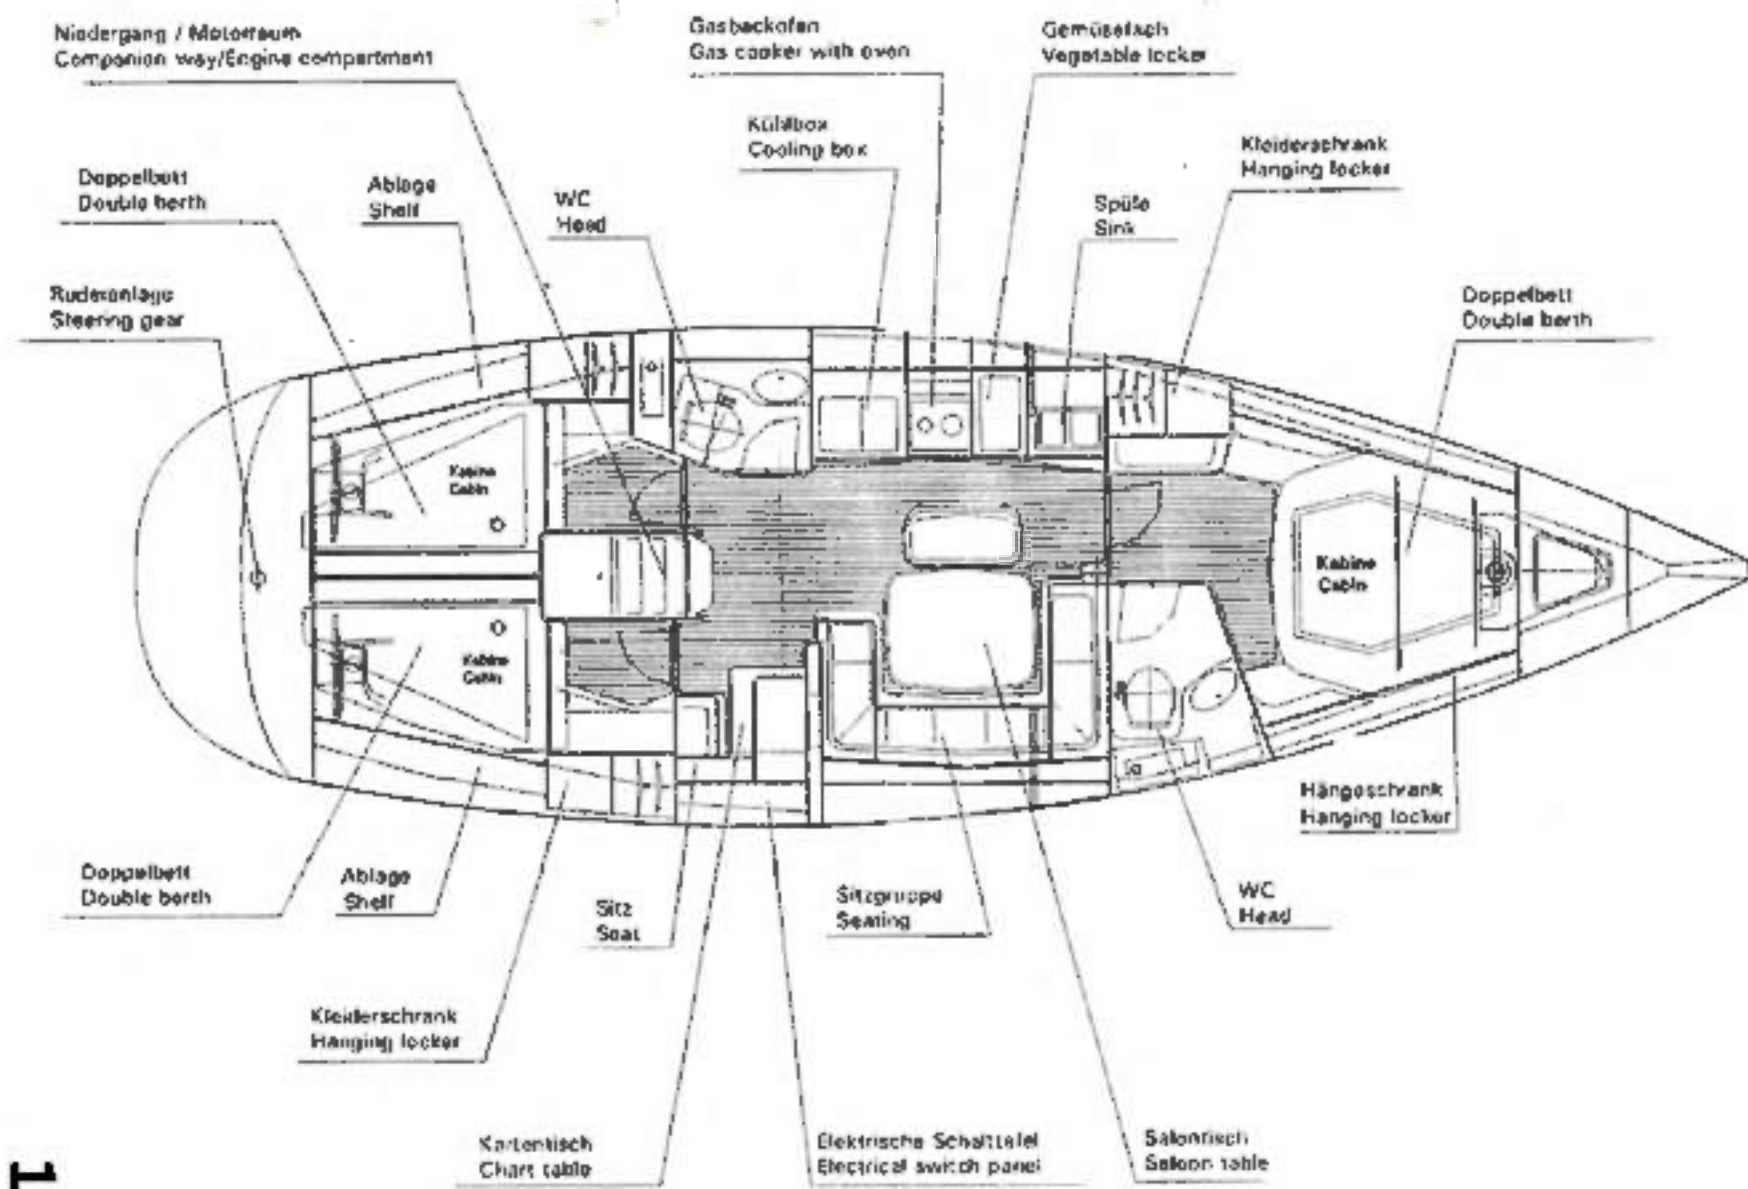 Niedergang / Motorraum
Companion way/Engine compartment
Gasbackofen
Gas cooker with oven
Gemüsefach
Vegetable locker
Kühlbox
Cooling box
Kleiderschrank
Hanging locker
Doppelbett
Double berth
Ablage
Shelf
WC
Head
Spüle
Sink
Ruderanlage
Steering gear
Doppelbett
Double berth
Kabine
Cabin
Kabine
Cabin
Kabine
Cabin
Hängeschrank
Hanging locker
Doppelbett
Double berth
Ablage
Shelf
Sitz
Seat
Sitzgruppe
Seating
WC
Head
Kleiderschrank
Hanging locker
Kartentisch
Chart table
Elektrische Schalttafel
Electrical switch panel
Salontisch
Saloon table
1